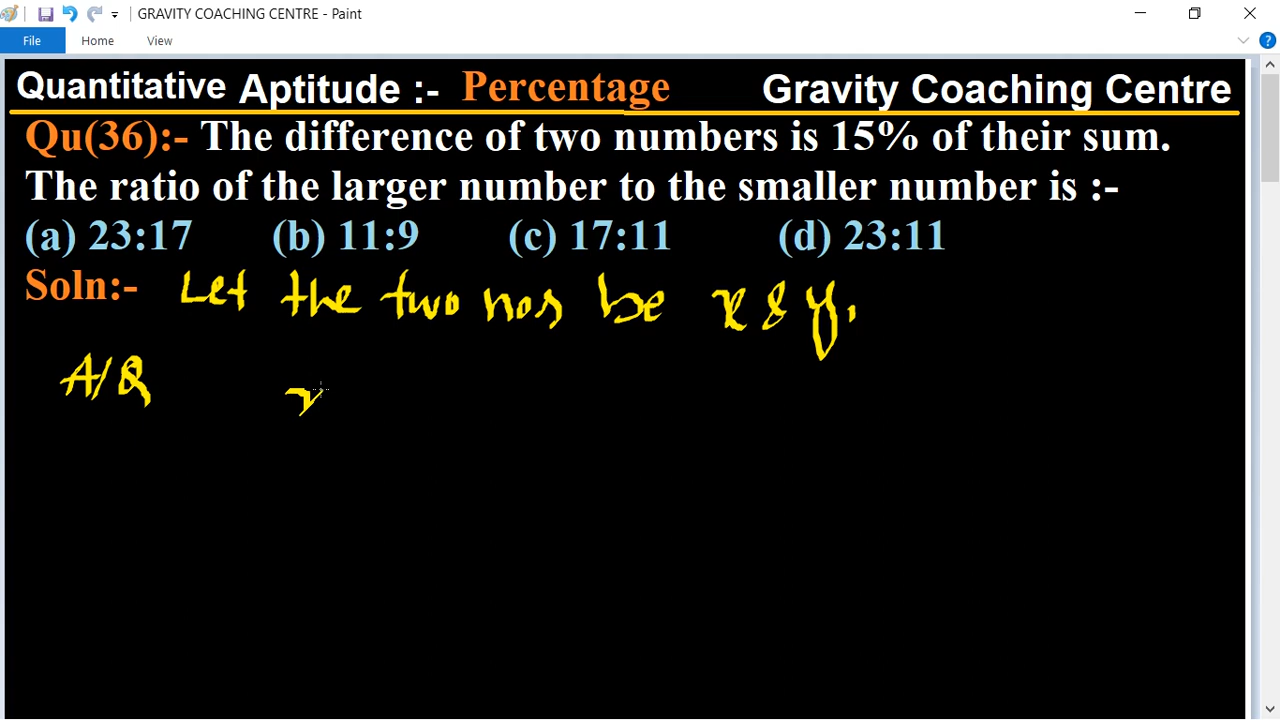 GRAVITY COACHING CENTRE - Paint
File Home View
Quantitative Aptitude :- Percentage Gravity Coaching Centre
Qu(36):- The difference of two numbers is 15% of their sum.
The ratio of the larger number to the smaller number is :-
(a) 23:17 (b) 11:9 (c) 17:11 (d) 23:11
Soln:- Let the two nos be x & y,
A/Q